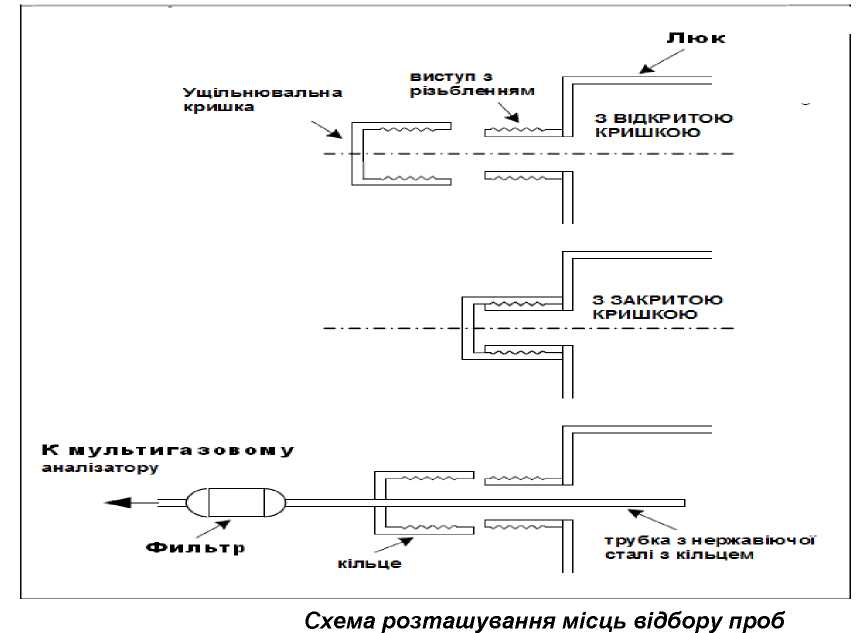 Люк
Ущільнювальна
кришка
виступ з
різьбленням
З ВІДКРИТОЮ
КРИШКОЮ
З ЗАКРИТОЮ
КРИШКОЮ
К мультигазовому
аналізатору
Фильтр
кільце
трубка з нержавіючої
сталі з кільцем
Схема розташування місць відбору проб